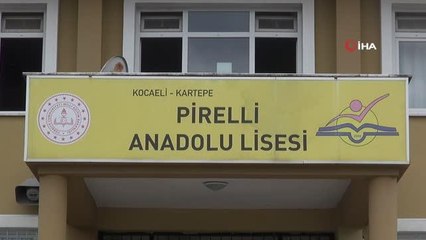 İHA
KOCAELİ - KARTEPE
PİRELLİ
ANADOLU LİSESİ